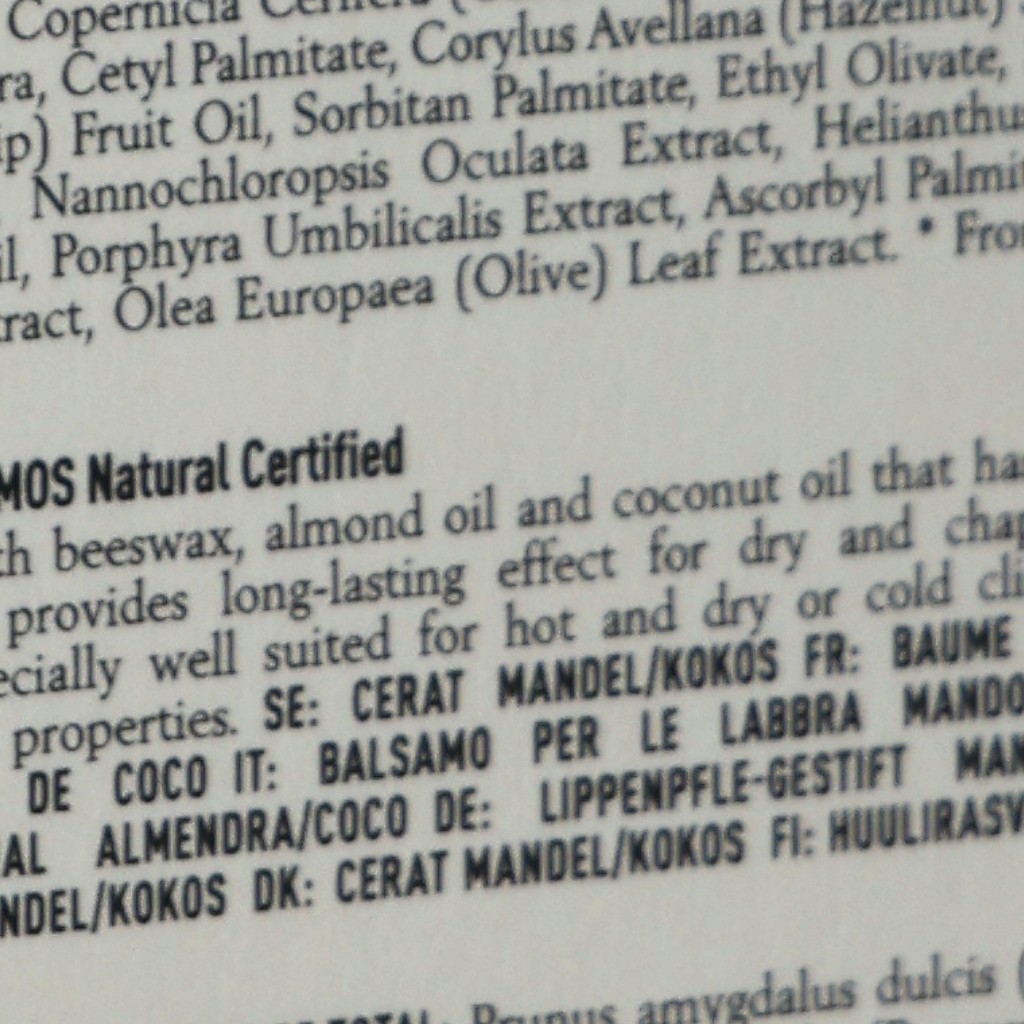 Copernicia Cerifera
ra, Cetyl Palmitate, Corylus Avellana (Hazelnut)
ip) Fruit Oil, Sorbitan Palmitate, Ethyl Olivate,
Nannochloropsis Oculata Extract, Helianthu
il, Porphyra Umbilicalis Extract, Ascorbyl Palmit
ract, Olea Europaea (Olive) Leaf Extract. * Fro
MOS Natural Certified
th beeswax, almond oil and coconut oil that ha
provides long-lasting effect for dry and chap
ecially well suited for hot and dry or cold cli
properties. SE: CERAT MANDEL/KOKOS FR: BAUME
DE COCO IT: BALSAMO PER LE LABBRA MANDO
AL ALMENDRA/COCO DE: LIPPENPFLE-GESTIFT MAN
NDEL/KOKOS DK: CERAT MANDEL/KOKOS FI: HUULIRASV
TOTAL: Prunus amygdalus dulcis (